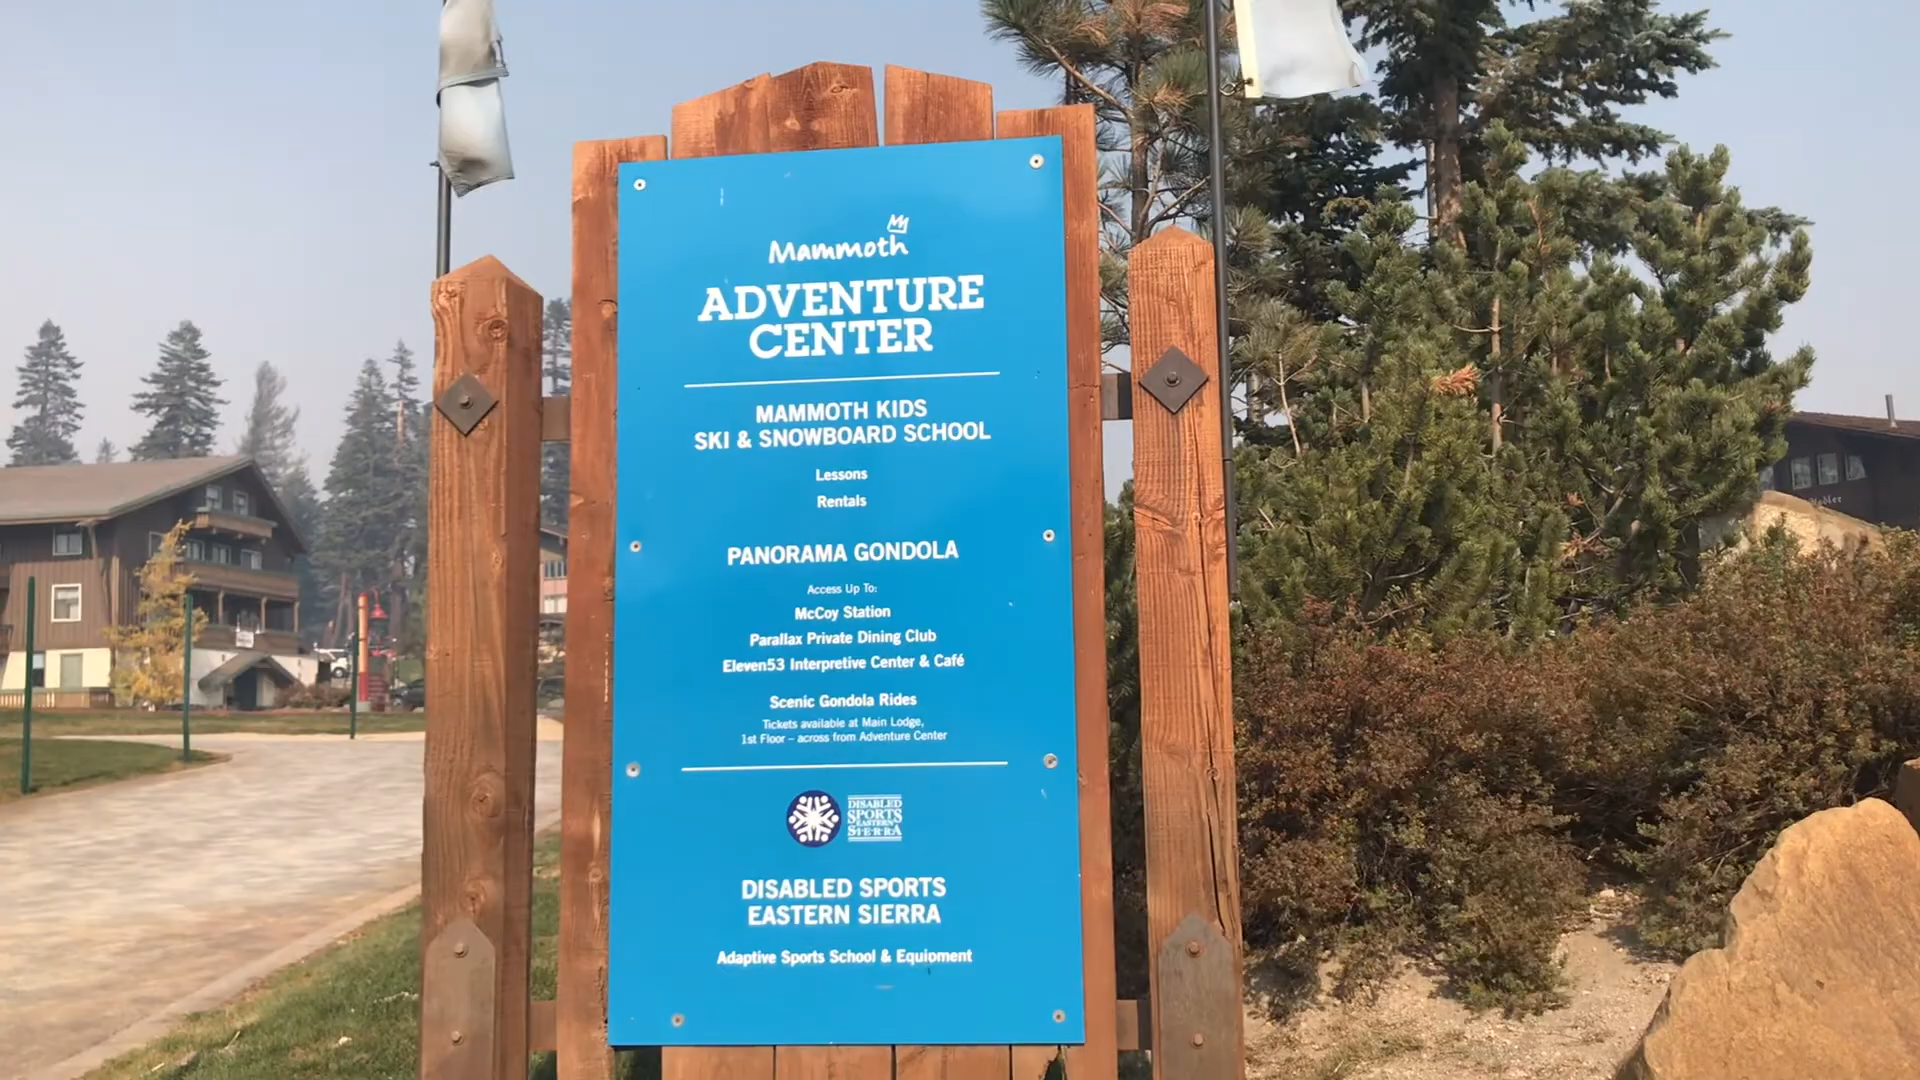 Mammoth
ADVENTURE
CENTER
MAMMOTH KIDS
SKI & SNOWBOARD SCHOOL
Lessons
Rentals
PANORAMA GONDOLA
Access Up To:
McCoy Station
Parallax Private Dining Club
Eleven53 Interpretive Center & Café
Scenic Gondola Rides
Tickets available at Main Lodge,
1st Floor – across from Adventure Center
DISABLED
SPORTS
EASTERN
SIERRA
DISABLED SPORTS
EASTERN SIERRA
Adaptive Sports School & Equipment